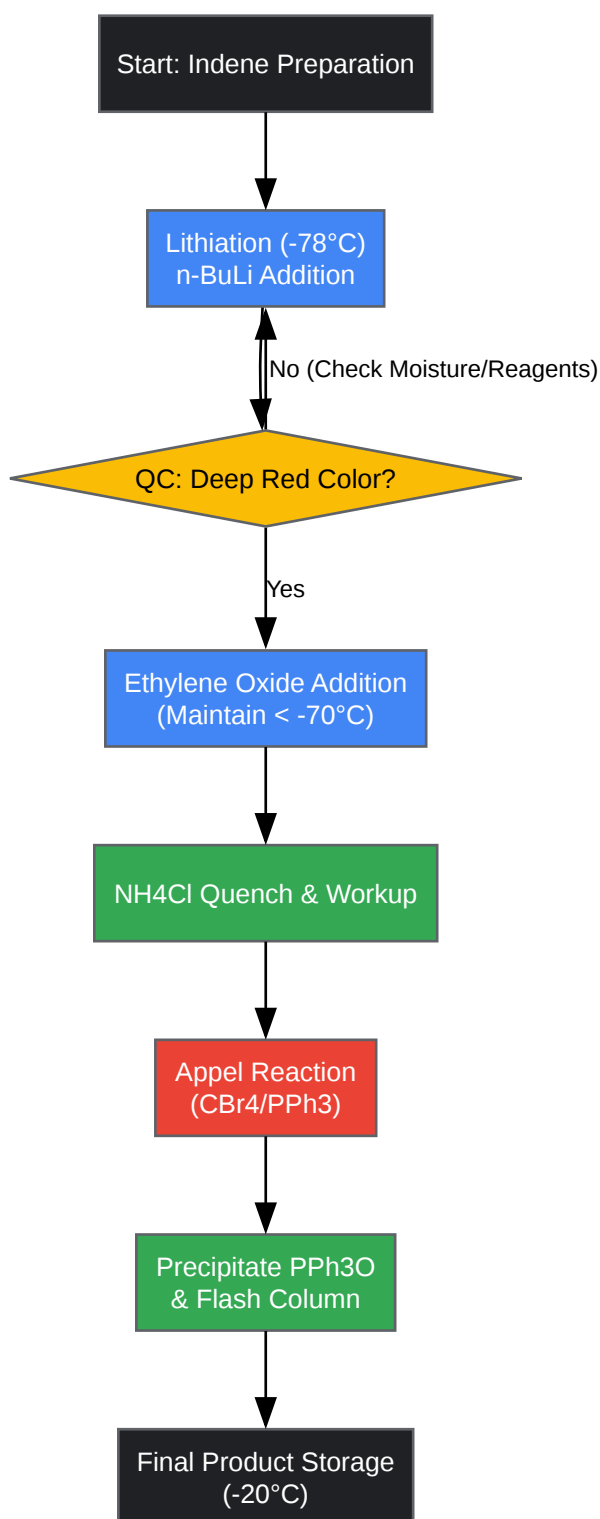 Start: Indene Preparation
Lithiation (-78°C)
n-BuLi Addition
No (Check Moisture/Reagents)
QC: Deep Red Color?
Yes
Ethylene Oxide Addition
(Maintain < -70°C)
NH4Cl Quench & Workup
Appel Reaction
(CBr4/PPh3)
Precipitate PPh3O
& Flash Column
Final Product Storage
(-20°C)